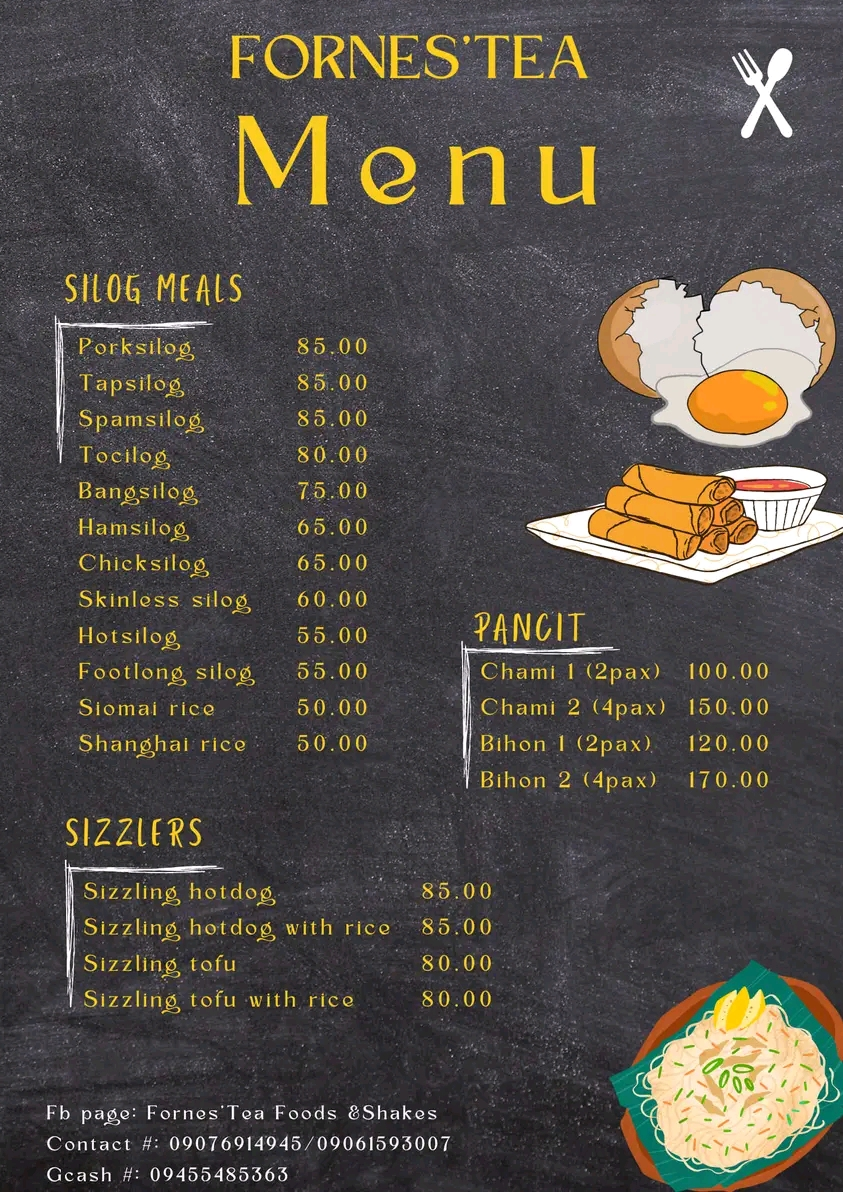 FORNES'TEA
Menu
SILOG MEALS
Porksilog 85.00
Tapsilog 85.00
Spamsilog 85.00
Tocilog 80.00
Bangsilog 75.00
Hamsilog 65.00
Chicksilog 65.00
Skinless silog 60.00
Hotsilog 55.00
Footlong silog 55.00
Siomai rice 50.00
Shanghai rice 50.00
PANCIT
Chami 1 (2pax) 100.00
Chami 2 (4pax) 150.00
Bihon 1 (2pax) 120.00
Bihon 2 (4pax) 170.00
SIZZLERS
Sizzling hotdog 85.00
Sizzling hotdog with rice 85.00
Sizzling tofu 80.00
Sizzling tofu with rice 80.00
Fb page: Fornes'Tea Foods &Shakes
Contact #: 09076914945/09061593007
Gcash #: 09455485363